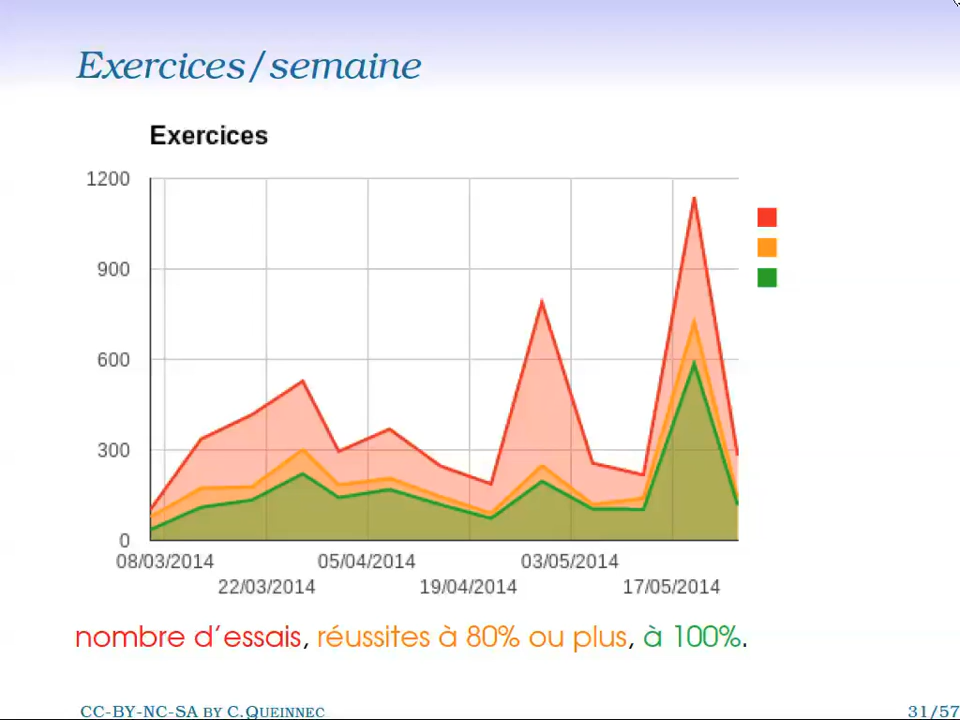 Exercices/semaine
Exercices
1200
900
600
300
0
08/03/2014 05/04/2014 03/05/2014
22/03/2014 19/04/2014 17/05/2014
nombre d'essais, réussites à 80% ou plus, à 100%.
CC-BY-NC-SA BY C.QUEINNEC 31/57